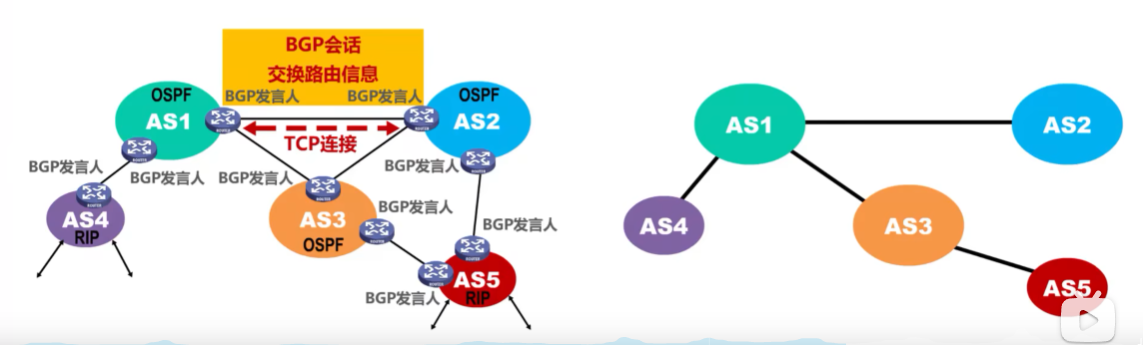 BGP会话
交换路由信息
OSPF
BGP发言人
BGP发言人
OSPF
AS1
AS2
TCP连接
BGP发言人
BGP发言人
BGP发言人
BGP发言人
AS4
RIP
AS3
OSPF
BGP发言人
BGP发言人
AS5
RIP
BGP发言人
AS1
AS2
AS4
AS3
AS5